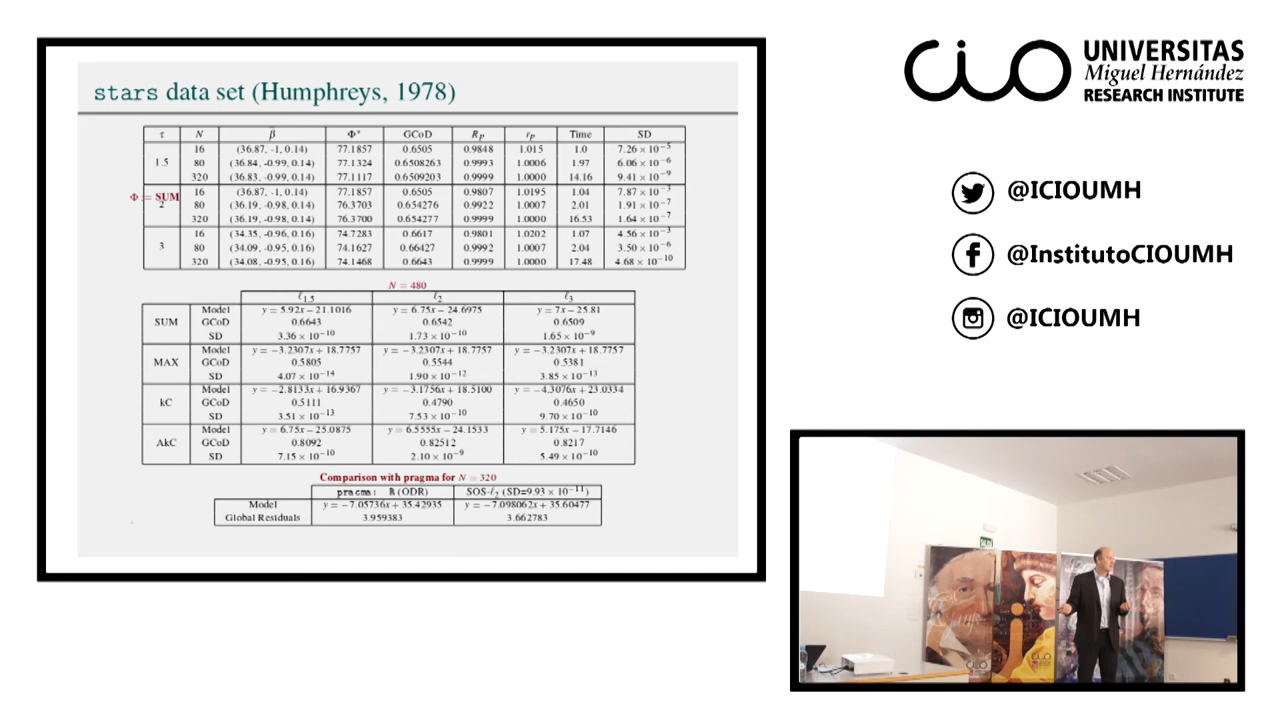 stars data set (Humphreys, 1978)
τ N β̂ Φ* GCoD R_P r_P Time SD
16 (36.87, -1, 0.14) 77.1857 0.6505 0.9848 1.015 1.0 7.26 × 10⁻⁵
1.5 80 (36.84, -0.99, 0.14) 77.1324 0.6508263 0.9993 1.0006 1.97 6.06 × 10⁻⁶
320 (36.83, -0.99, 0.14) 77.1117 0.6509203 0.9999 1.0000 14.16 9.41 × 10⁻⁹
Φ := SUM
16 (36.87, -1, 0.14) 77.1857 0.6505 0.9807 1.0195 1.04 7.87 × 10⁻³
2 80 (36.19, -0.98, 0.14) 76.3703 0.654276 0.9922 1.0007 2.01 1.91 × 10⁻⁷
320 (36.19, -0.98, 0.14) 76.3700 0.654277 0.9999 1.0000 16.53 1.64 × 10⁻⁷
16 (34.35, -0.96, 0.16) 74.7283 0.6617 0.9801 1.0202 1.07 4.56 × 10⁻³
3 80 (34.09, -0.95, 0.16) 74.1627 0.66427 0.9992 1.0007 2.04 3.50 × 10⁻⁶
320 (34.08, -0.95, 0.16) 74.1468 0.6643 0.9999 1.0000 17.48 4.68 × 10⁻¹⁰
N = 480
ℓ₁.₅ ℓ₂ ℓ₃
Model y = 5.92x − 21.1016 y = 6.75x − 24.6975 y = 7x − 25.81
SUM GCoD 0.6643 0.6542 0.6509
SD 3.36 × 10⁻¹⁰ 1.73 × 10⁻¹⁰ 1.65 × 10⁻⁹
Model y = −3.2307x + 18.7757 y = −3.2307x + 18.7757 y = −3.2307x + 18.7757
MAX GCoD 0.5805 0.5544 0.5381
SD 4.07 × 10⁻¹⁴ 1.90 × 10⁻¹² 3.85 × 10⁻¹³
Model y = −2.8133x + 16.9367 y = −3.1756x + 18.5100 y = −4.3076x + 23.0334
kC GCoD 0.5111 0.4790 0.4650
SD 3.51 × 10⁻¹³ 7.53 × 10⁻¹⁰ 9.70 × 10⁻¹⁰
Model y = 6.75x − 25.0875 y = 6.5555x − 24.1533 y = 5.175x − 17.7146
AkC GCoD 0.8092 0.82512 0.8217
SD 7.15 × 10⁻¹⁰ 2.10 × 10⁻⁹ 5.49 × 10⁻¹⁰
Comparison with pragma for N = 320
pracma: R (ODR) SOS-ℓ₂ (SD=9.93 × 10⁻¹¹)
Model y = −7.05736x + 35.42935 y = −7.098062x + 35.60477
Global Residuals 3.959383 3.662783
cio UNIVERSITAS
Miguel Hernández
RESEARCH INSTITUTE
@ICIOUMH
@InstitutoCIOUMH
@ICIOUMH